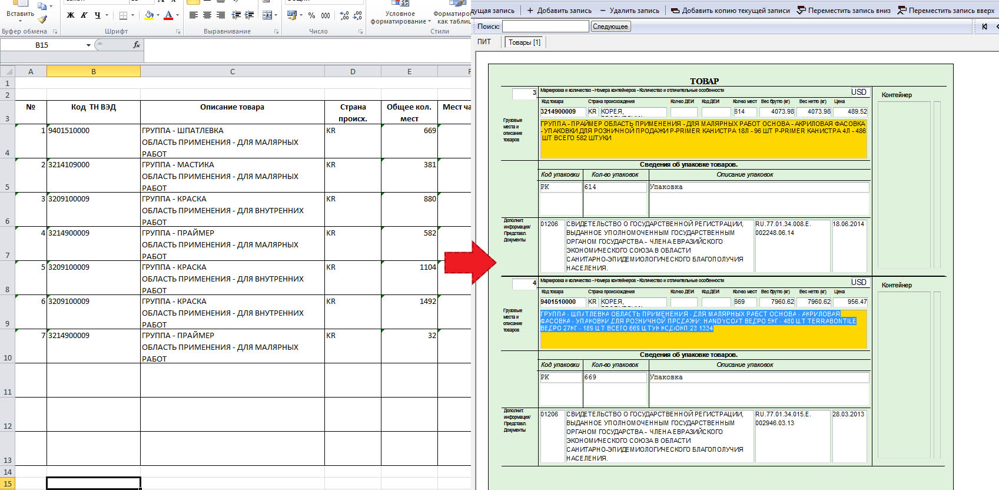 Вставить
Буфер обмена
Ж К Ч
Шрифт
Выравнивание
% 000
Число
Условное форматирование
Форматиро
как таблиц
Стили
B15
fx
A B C D E F
1
2
3 № Код ТН ВЭД Описание товара Страна происх. Общее кол. мест Мест ча
4 1 9401510000 ГРУППА - ШПАТЛЕВКА KR 669
ОБЛАСТЬ ПРИМЕНЕНИЯ - ДЛЯ МАЛЯРНЫХ
РАБОТ
5 2 3214109000 ГРУППА - МАСТИКА KR 381
ОБЛАСТЬ ПРИМЕНЕНИЯ - ДЛЯ МАЛЯРНЫХ
РАБОТ
6 3 3209100009 ГРУППА - КРАСКА KR 880
ОБЛАСТЬ ПРИМЕНЕНИЯ - ДЛЯ ВНУТРЕННИХ
РАБОТ
7 4 3214900009 ГРУППА - ПРАЙМЕР KR 582
ОБЛАСТЬ ПРИМЕНЕНИЯ - ДЛЯ МАЛЯРНЫХ
РАБОТ
8 5 3209100009 ГРУППА - КРАСКА KR 1104
ОБЛАСТЬ ПРИМЕНЕНИЯ - ДЛЯ ВНУТРЕННИХ
РАБОТ
9 6 3209100009 ГРУППА - КРАСКА KR 1492
ОБЛАСТЬ ПРИМЕНЕНИЯ - ДЛЯ ВНУТРЕННИХ
РАБОТ
10 7 3214900009 ГРУППА - ПРАЙМЕР KR 32
ОБЛАСТЬ ПРИМЕНЕНИЯ - ДЛЯ МАЛЯРНЫХ
РАБОТ
11
12
13
14
15
дущая запись + Добавить запись − Удалить запись Добавить копию текущей записи Переместить запись вниз Переместить запись вверх
Поиск: Следующее
ПИТ Товары [1]
ТОВАР
3 Маркировка и количество - Номера контейнеров - Количество и отличительные особенности USD Контейнер
Код товара Страна происхождения Кол-во ДЕИ Код ДЕИ Кол-во мест Вес брутто (кг) Вес нетто (кг) Цена
3214900009 KR КОРЕЯ, 614 4073.98 4073.98 489.52
Грузовые
места и
описание
товаров
ГРУППА - ПРАЙМЕР ОБЛАСТЬ ПРИМЕНЕНИЯ - ДЛЯ МАЛЯРНЫХ РАБОТ ОСНОВА - АКРИЛОВАЯ ФАСОВКА
- УПАКОВКИ ДЛЯ РОЗНИЧНОЙ ПРОДАЖИ P-PRIMER КАНИСТРА 18Л - 96 ШТ P-PRIMER КАНИСТРА 4Л - 486
ШТ ВСЕГО 582 ШТУКИ
Сведения об упаковке товаров.
Код упаковки Кол-во упаковок Описание упаковок
РК 614 Упаковка
Дополнит.
информация/
Представл.
Документы
01206 СВИДЕТЕЛЬСТВО О ГОСУДАРСТВЕННОЙ РЕГИСТРАЦИИ, RU.77.01.34.008.E. 18.06.2014
ВЫДАННОЕ УПОЛНОМОЧЕННЫМ ГОСУДАРСТВЕННЫМ 002248.06.14
ОРГАНОМ ГОСУДАРСТВА - ЧЛЕНА ЕВРАЗИЙСКОГО
ЭКОНОМИЧЕСКОГО СОЮЗА В ОБЛАСТИ
САНИТАРНО-ЭПИДЕМИОЛОГИЧЕСКОГО БЛАГОПОЛУЧИЯ
НАСЕЛЕНИЯ.
4 Маркировка и количество - Номера контейнеров - Количество и отличительные особенности USD Контейнер
Код товара Страна происхождения Кол-во ДЕИ Код ДЕИ Кол-во мест Вес брутто (кг) Вес нетто (кг) Цена
9401510000 KR КОРЕЯ, 669 7960.62 7960.62 956.47
Грузовые
места и
описание
товаров
ГРУППА - ШПАТЛЕВКА ОБЛАСТЬ ПРИМЕНЕНИЯ - ДЛЯ МАЛЯРНЫХ РАБОТ ОСНОВА - АКРИЛОВАЯ
ФАСОВКА - УПАКОВКИ ДЛЯ РОЗНИЧНОЙ ПРОДАЖИ: HANDYCOAT ВЕДРО 5КГ - 480 ШТ TERRABONTILE
ВЕДРО 27КГ - 189 ШТ ВСЕГО 669 ШТУК КОД ОКП 23 1334
Сведения об упаковке товаров.
Код упаковки Кол-во упаковок Описание упаковок
РК 669 Упаковка
Дополнит.
информация/
Представл.
Документы
01206 СВИДЕТЕЛЬСТВО О ГОСУДАРСТВЕННОЙ РЕГИСТРАЦИИ, RU.77.01.34.015.E. 28.03.2013
ВЫДАННОЕ УПОЛНОМОЧЕННЫМ ГОСУДАРСТВЕННЫМ 002946.03.13
ОРГАНОМ ГОСУДАРСТВА - ЧЛЕНА ЕВРАЗИЙСКОГО
ЭКОНОМИЧЕСКОГО СОЮЗА В ОБЛАСТИ
САНИТАРНО-ЭПИДЕМИОЛОГИЧЕСКОГО БЛАГОПОЛУЧИЯ
НАСЕЛЕНИЯ.